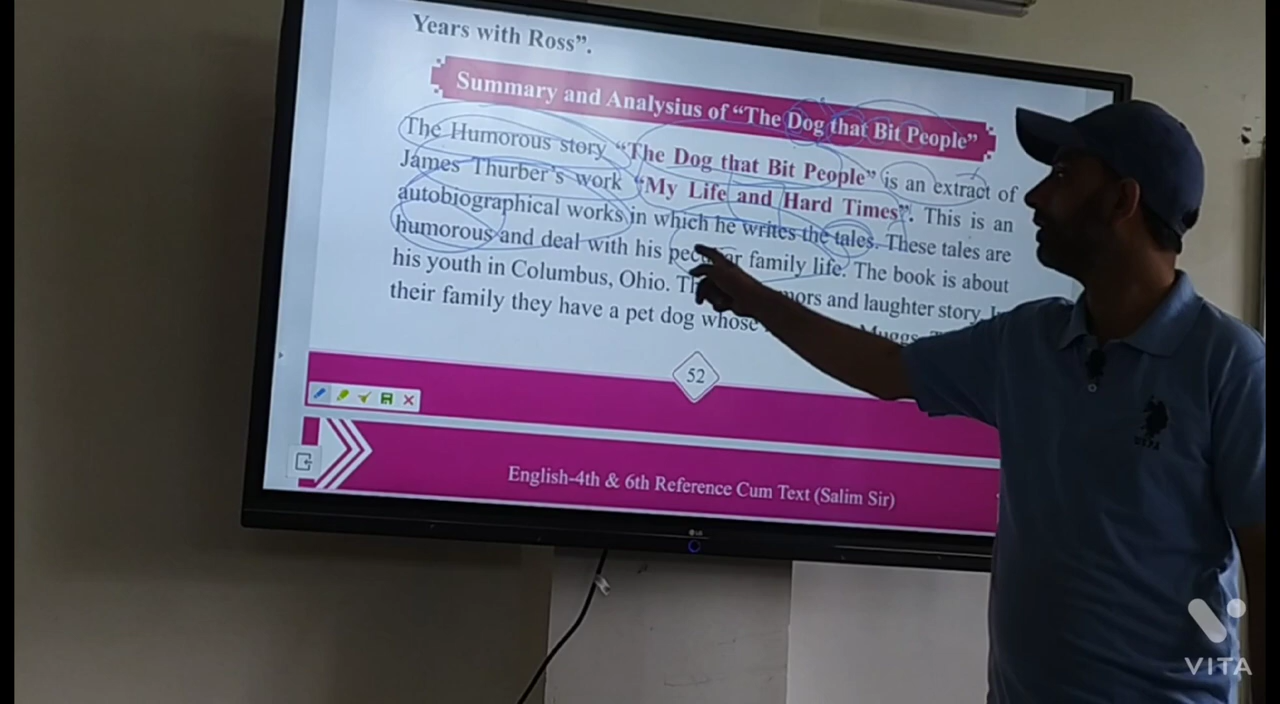 Years with Ross”.
Summary and Analysius of “The Dog that Bit People”
The Humorous story “The Dog that Bit People” is an extract of
James Thurber’s work “My Life and Hard Times”. This is an
autobiographical works in which he writes the tales. These tales are
humorous and deal with his family life. The book is about
his youth in Columbus, Ohio. and laughter story.
their family they have a pet dog whose Muggs.
52
English-4th & 6th Reference Cum Text (Salim Sir)
LG
USPA
VITA